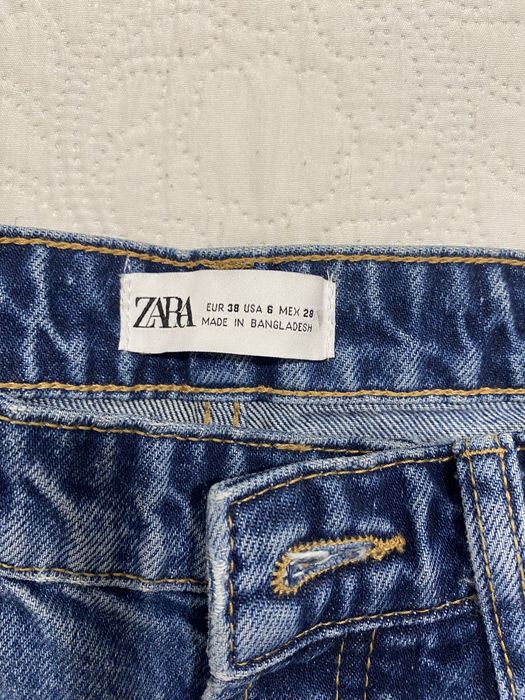 ZARA
EUR 38 USA 6 MEX 28
MADE IN BANGLADESH